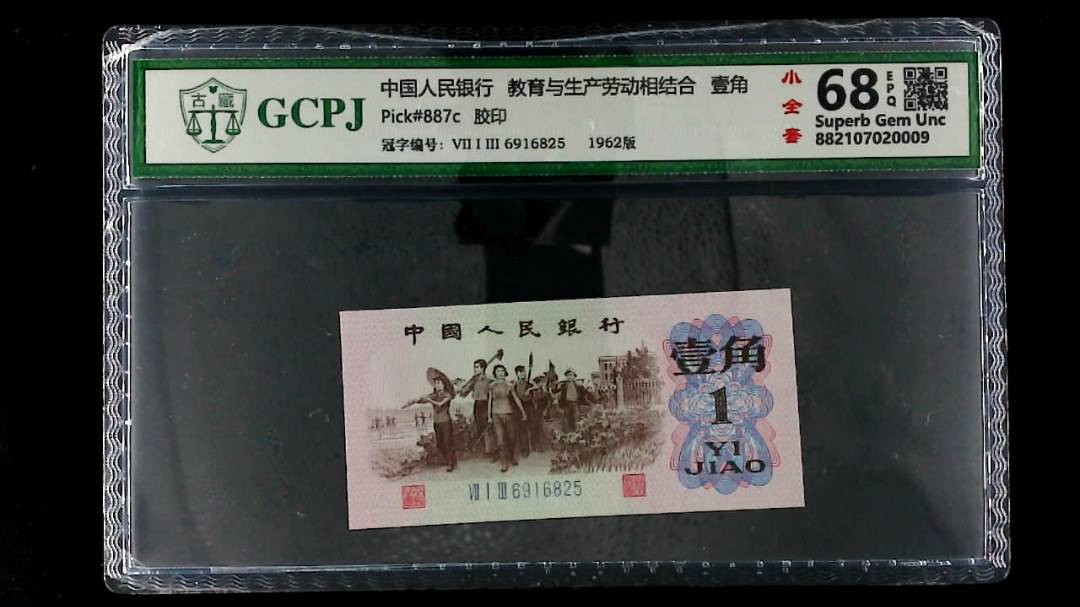 古藏
GCPJ
中国人民银行 教育与生产劳动相结合 壹角
Pick#887c 胶印
冠字编号: VII I III 6916825 1962版
小全套
68 EPQ
Superb Gem Unc
882107020009
中國人民銀行
壹角
1
YI
JIAO
VII I III 6916825